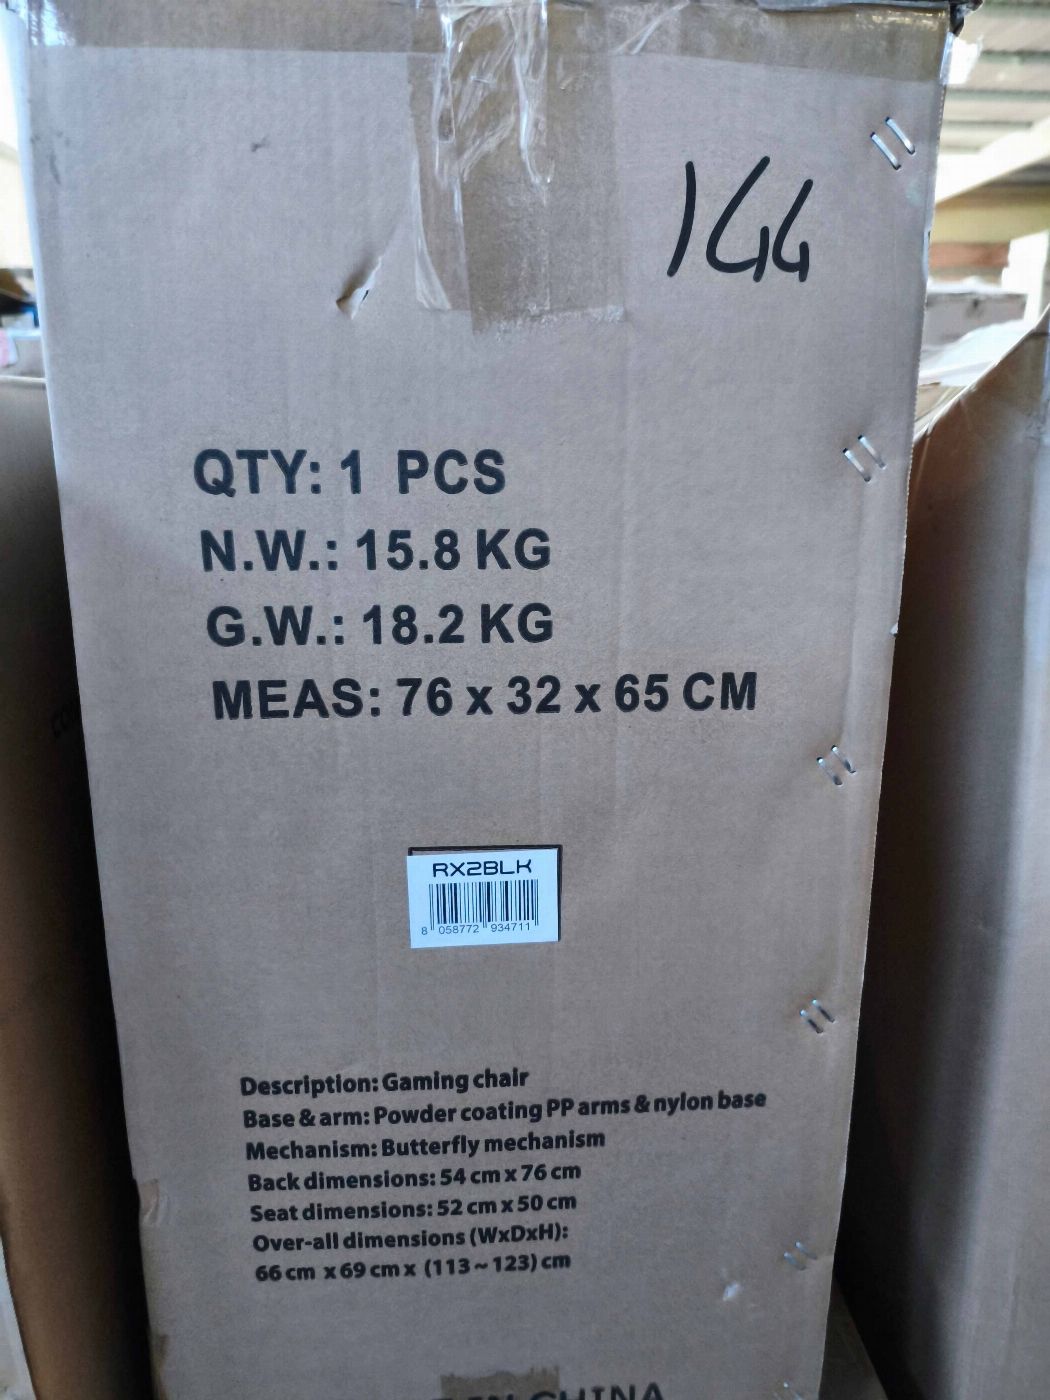 144
QTY: 1 PCS
N.W.: 15.8 KG
G.W.: 18.2 KG
MEAS: 76 x 32 x 65 CM
RX2BLK
8 058772 934711
Description: Gaming chair
Base & arm: Powder coating PP arms & nylon base
Mechanism: Butterfly mechanism
Back dimensions: 54 cm x 76 cm
Seat dimensions: 52 cm x 50 cm
Over-all dimensions (WxDxH):
66 cm x 69 cm x (113 ~ 123) cm
IN CHINA